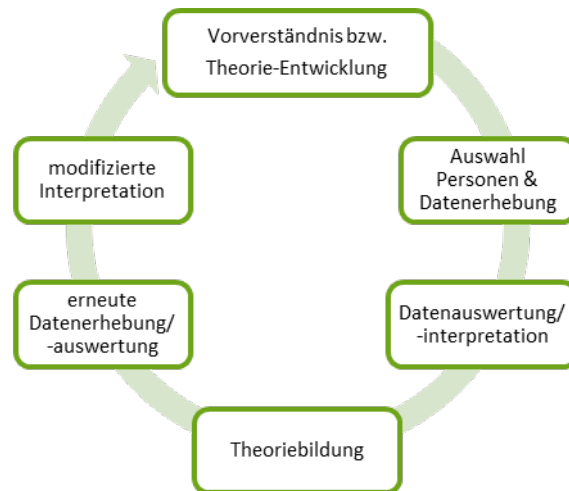 Vorverständnis bzw.
Theorie-Entwicklung
Auswahl
Personen &
Datenerhebung
Datenauswertung/
-interpretation
Theoriebildung
erneute
Datenerhebung/
-auswertung
modifizierte
Interpretation